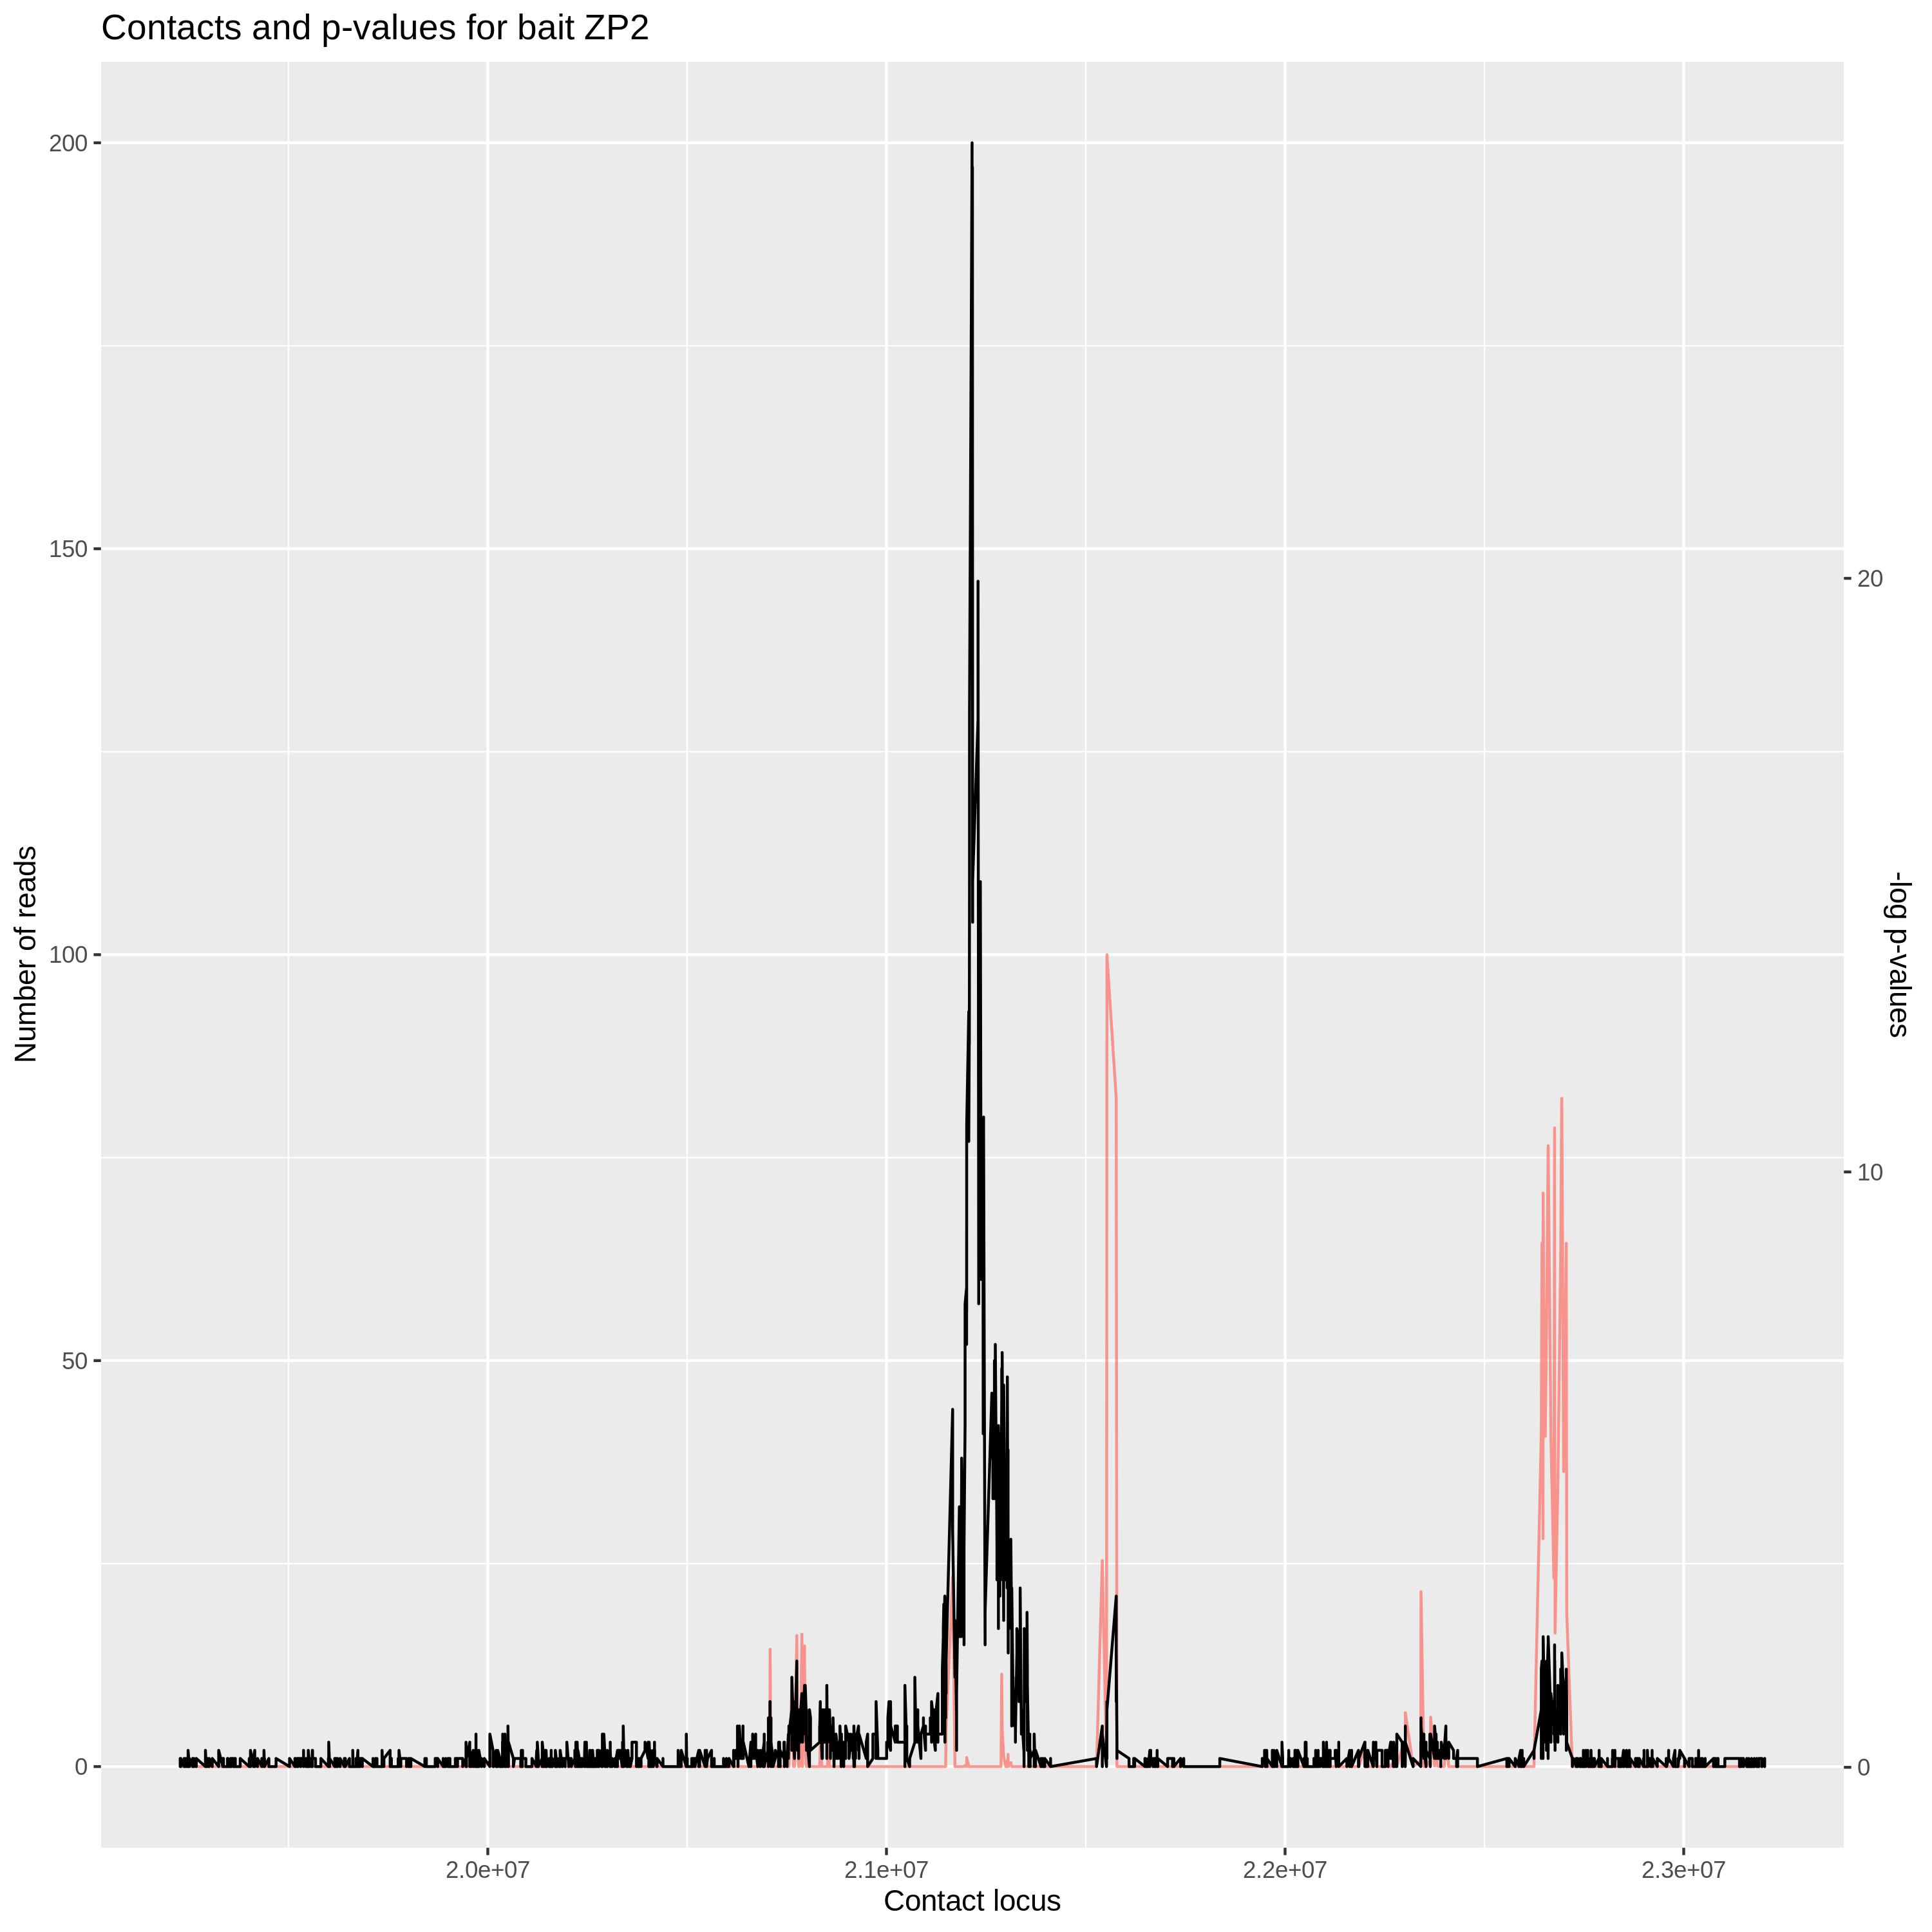 Contacts and p-values for bait ZP2
200
150
100
50
0
Number of reads
20
10
0
-log p-values
2.0e+07
2.1e+07
2.2e+07
2.3e+07
Contact locus